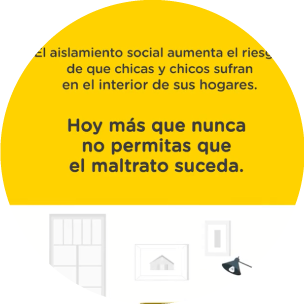 El aislamiento social aumenta el riesg
de que chicas y chicos sufran
en el interior de sus hogares.
Hoy más que nunca
no permitas que
el maltrato suceda.